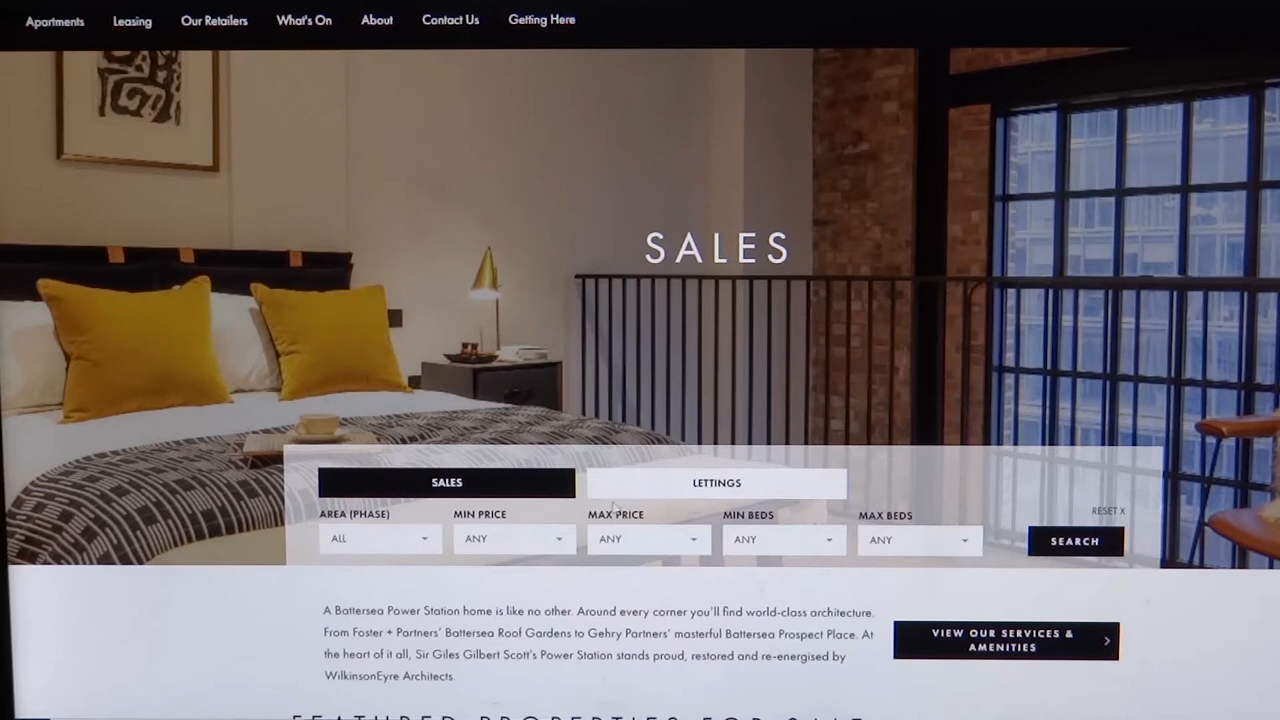 Apartments Leasing Our Retailers What's On About Contact Us Getting Here
SALES
SALES LETTINGS
AREA (PHASE) MIN PRICE MAX PRICE MIN BEDS MAX BEDS RESET X
ALL ANY ANY ANY ANY SEARCH
A Battersea Power Station home is like no other. Around every corner you'll find world-class architecture.
From Foster + Partners' Battersea Roof Gardens to Gehry Partners' masterful Battersea Prospect Place. At
the heart of it all, Sir Giles Gilbert Scott's Power Station stands proud, restored and re-energised by
WilkinsonEyre Architects.
VIEW OUR SERVICES &
AMENITIES
FEATURED PROPERTIES FOR SALE